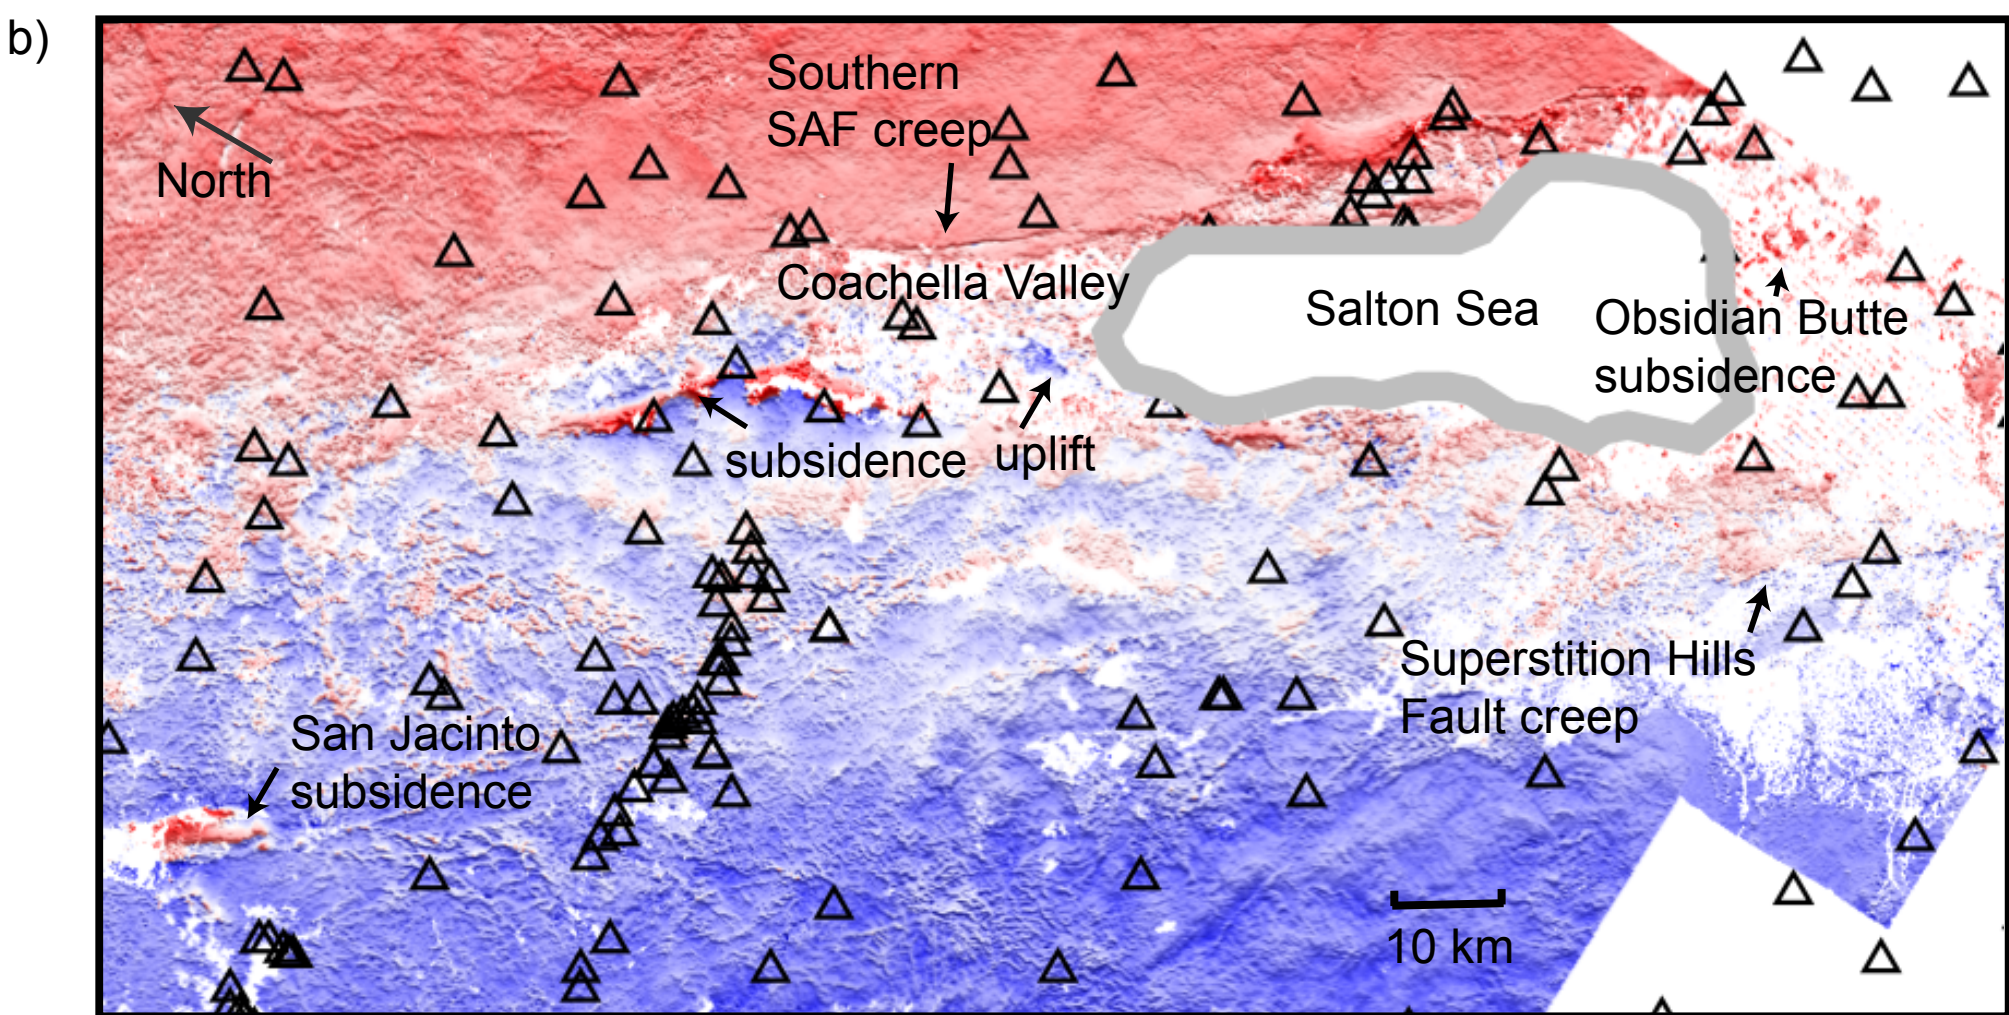 b)
Southern
SAF creep
North
Coachella Valley
Salton Sea
Obsidian Butte
subsidence
subsidence
uplift
Superstition Hills
Fault creep
San Jacinto
subsidence
10 km